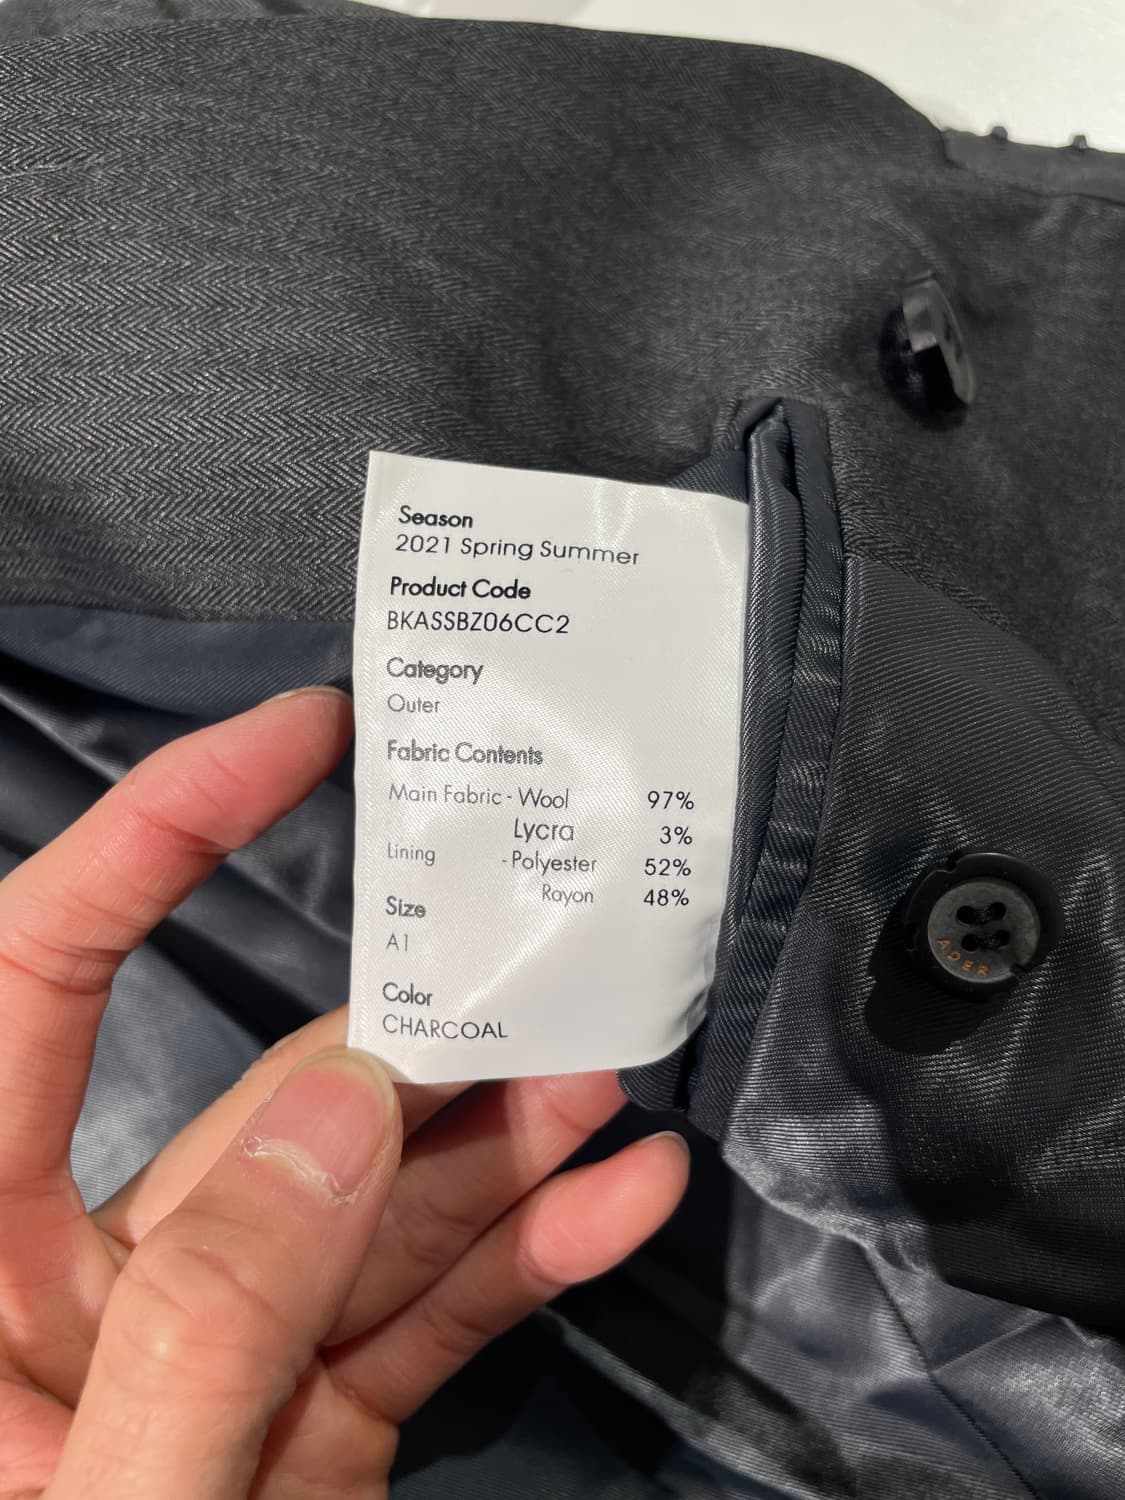 Season
2021 Spring Summer
Product Code
BKASSBZ06CC2
Category
Outer
Fabric Contents
Main Fabric - Wool 97%
Lycra 3%
Lining - Polyester 52%
Rayon 48%
Size
A1
Color
CHARCOAL
ADER